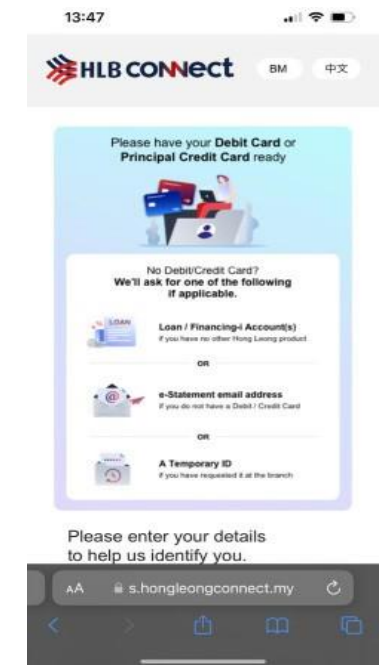 13:47
HLB CONNect
BM
中文
Please have your Debit Card or
Principal Credit Card ready
No Debit/Credit Card?
We'll ask for one of the following
if applicable.
LOAN
Loan / Financing-i Account(s)
If you have no other Hong Leong product
OR
e-Statement email address
If you do not have a Debit / Credit Card
OR
A Temporary ID
If you have requested it at the branch
Please enter your details
to help us identify you.
AA
s.hongleongconnect.my